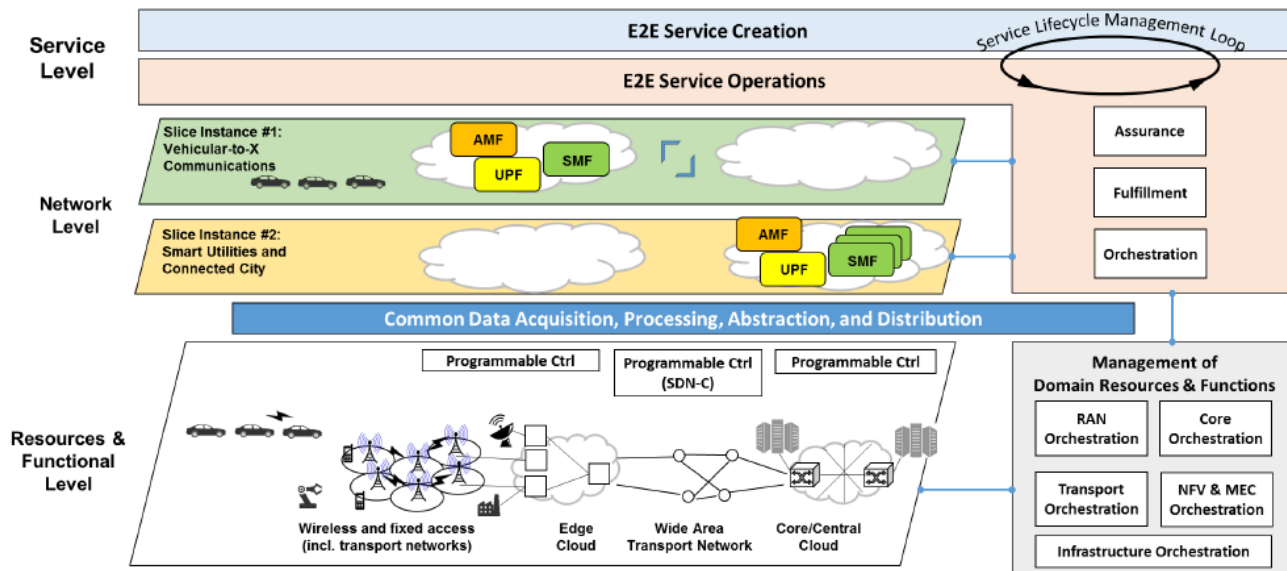 Service
Level
E2E Service Creation
Service Lifecycle Management Loop
E2E Service Operations
Network
Level
Slice Instance #1:
Vehicular-to-X
Communications
AMF
UPF
SMF
Slice Instance #2:
Smart Utilities and
Connected City
AMF
UPF
SMF
Assurance
Fulfillment
Orchestration
Common Data Acquisition, Processing, Abstraction, and Distribution
Resources &
Functional
Level
Programmable Ctrl
Programmable Ctrl
(SDN-C)
Programmable Ctrl
Wireless and fixed access
(incl. transport networks)
Edge
Cloud
Wide Area
Transport Network
Core/Central
Cloud
Management of
Domain Resources & Functions
RAN
Orchestration
Core
Orchestration
Transport
Orchestration
NFV & MEC
Orchestration
Infrastructure Orchestration